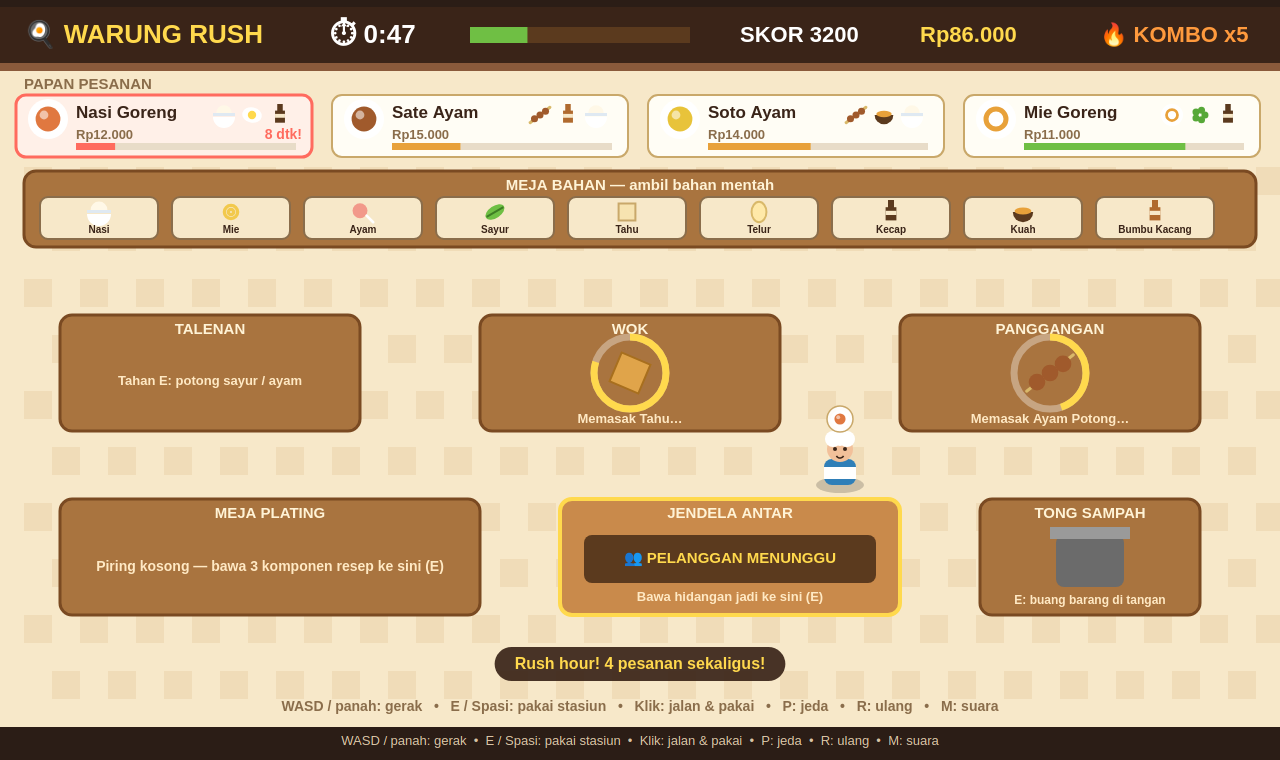 WARUNG RUSH
0:47
SKOR 3200
Rp86.000
KOMBO x5
PAPAN PESANAN
Nasi Goreng
Rp12.000
8 dtk!
Sate Ayam
Rp15.000
Soto Ayam
Rp14.000
Mie Goreng
Rp11.000
MEJA BAHAN — ambil bahan mentah
Nasi
Mie
Ayam
Sayur
Tahu
Telur
Kecap
Kuah
Bumbu Kacang
TALENAN
Tahan E: potong sayur / ayam
WOK
Memasak Tahu…
PANGGANGAN
Memasak Ayam Potong…
MEJA PLATING
Piring kosong — bawa 3 komponen resep ke sini (E)
JENDELA ANTAR
PELANGGAN MENUNGGU
Bawa hidangan jadi ke sini (E)
TONG SAMPAH
E: buang barang di tangan
Rush hour! 4 pesanan sekaligus!
WASD / panah: gerak • E / Spasi: pakai stasiun • Klik: jalan & pakai • P: jeda • R: ulang • M: suara
WASD / panah: gerak • E / Spasi: pakai stasiun • Klik: jalan & pakai • P: jeda • R: ulang • M: suara